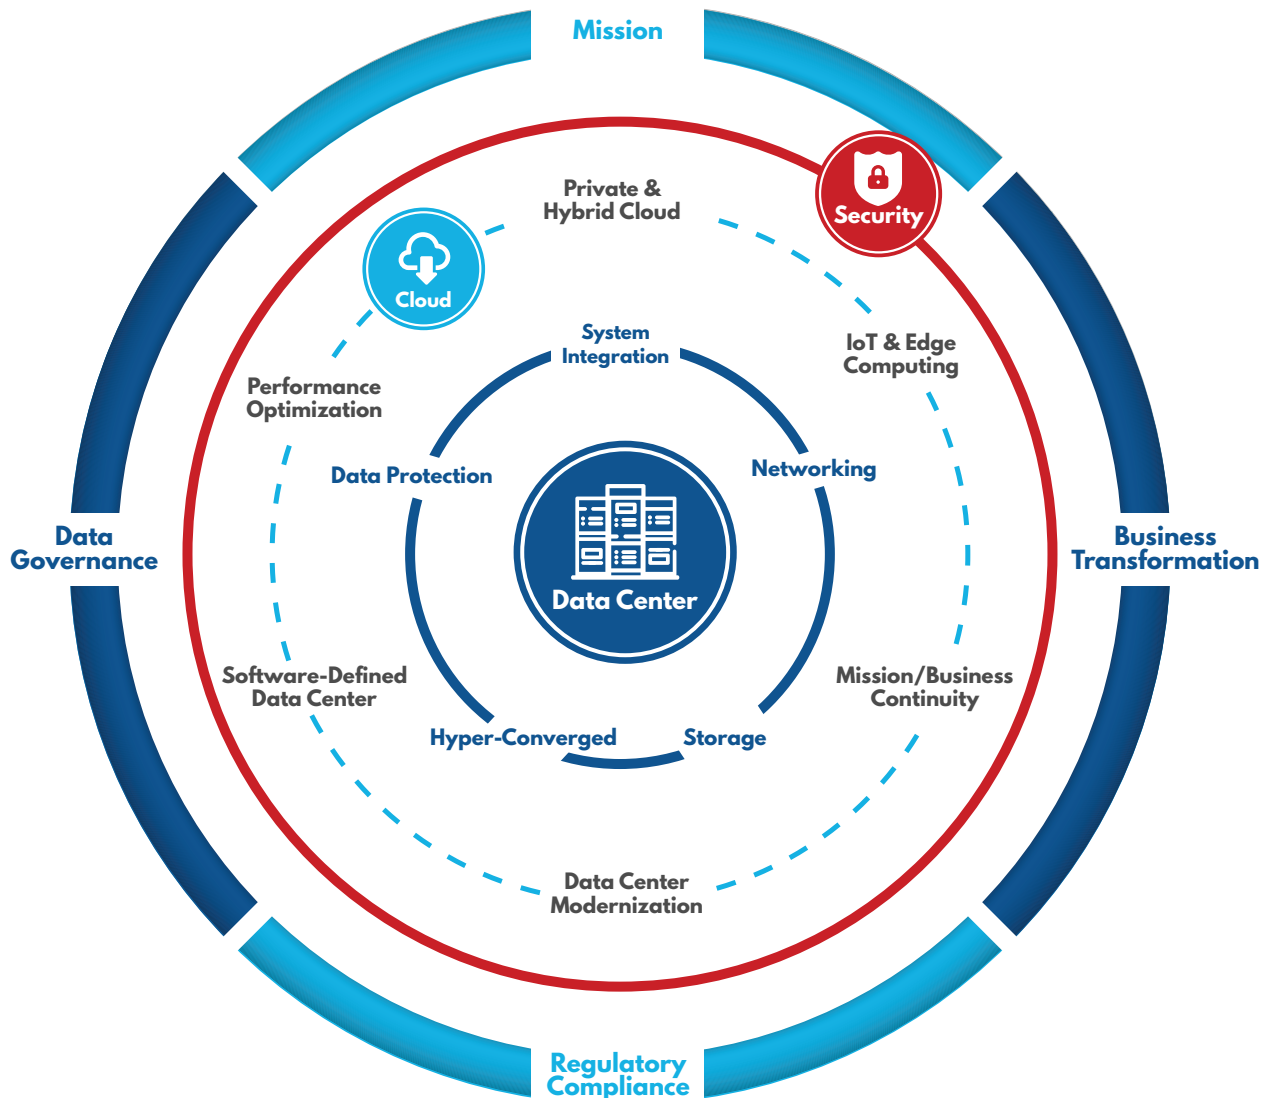 Mission
Private &
Hybrid Cloud
Security
Cloud
System
Integration
IoT & Edge
Computing
Performance
Optimization
Data Protection
Networking
Data
Governance
Data Center
Business
Transformation
Software-Defined
Data Center
Mission/Business
Continuity
Hyper-Converged
Storage
Data Center
Modernization
Regulatory
Compliance